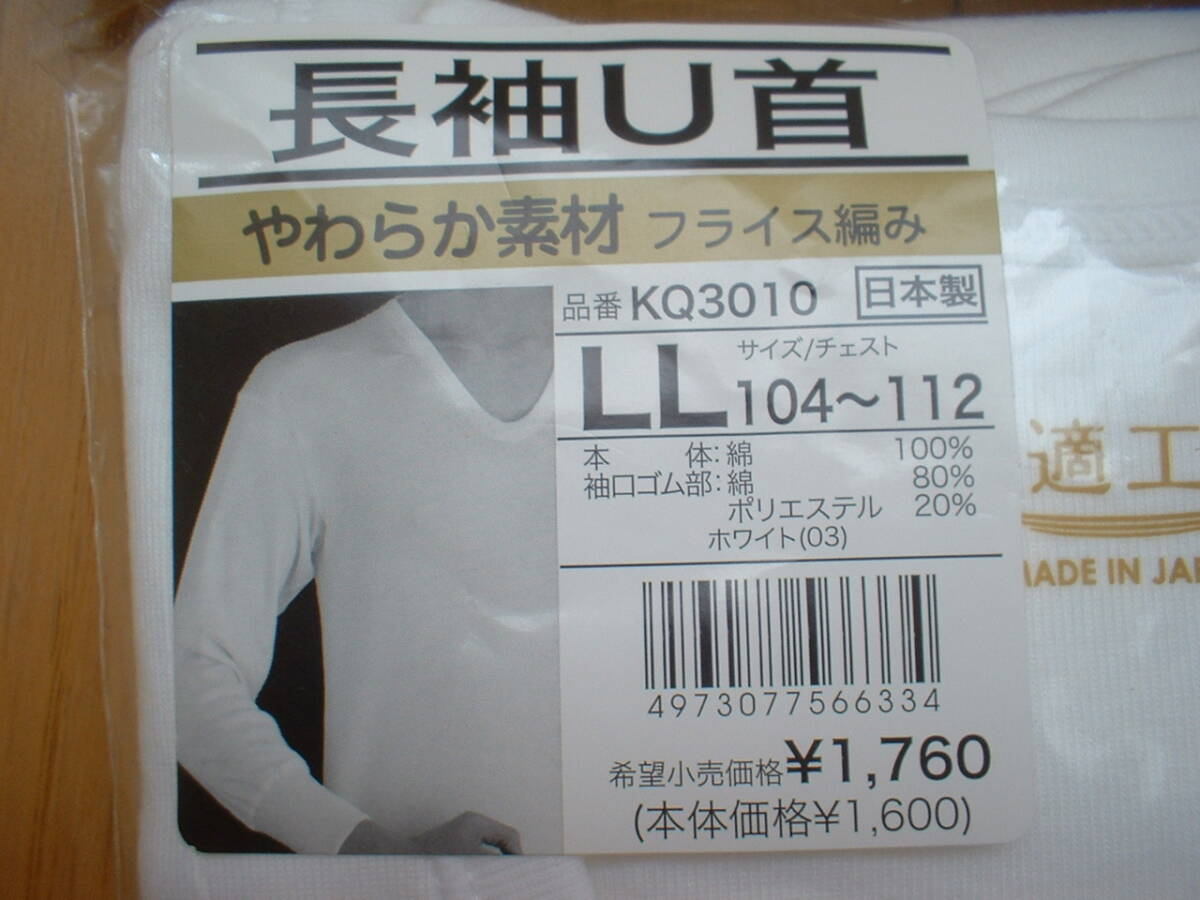 長袖U首
やわらか素材 フライス編み
品番 KQ3010 日本製
サイズ/チェスト
LL 104～112
本 体:綿 100%
袖口ゴム部:綿 80%
ポリエステル 20%
ホワイト(03)
4973077566334
希望小売価格 ¥1,760
(本体価格¥1,600)
適工
MADE IN JAP